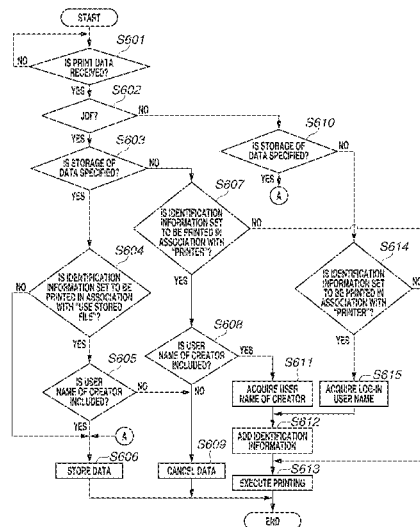 START
S601
IS PRINT DATA
RECEIVED?
NO
YES
S602
JDF?
NO
YES
S603
IS STORAGE OF
DATA SPECIFIED?
NO
YES
S610
IS STORAGE OF
DATA SPECIFIED?
NO
YES
A
S607
IS IDENTIFICATION
INFORMATION SET
TO BE PRINTED IN
ASSOCIATION WITH
"PRINTER"?
NO
YES
S604
IS IDENTIFICATION
INFORMATION SET TO BE
PRINTED IN ASSOCIATION
WITH "USE STORED
FILE"?
NO
YES
S614
IS IDENTIFICATION
INFORMATION SET
TO BE PRINTED IN
ASSOCIATION WITH
"PRINTER"?
NO
YES
S605
IS USER
NAME OF CREATOR
INCLUDED?
NO
YES
A
S608
IS USER
NAME OF CREATOR
INCLUDED?
YES
NO
S611
ACQUIRE USER
NAME OF CREATOR
S615
ACQUIRE LOG-IN
USER NAME
S612
ADD IDENTIFICATION
INFORMATION
S606
STORE DATA
S609
CANCEL DATA
S613
EXECUTE PRINTING
END